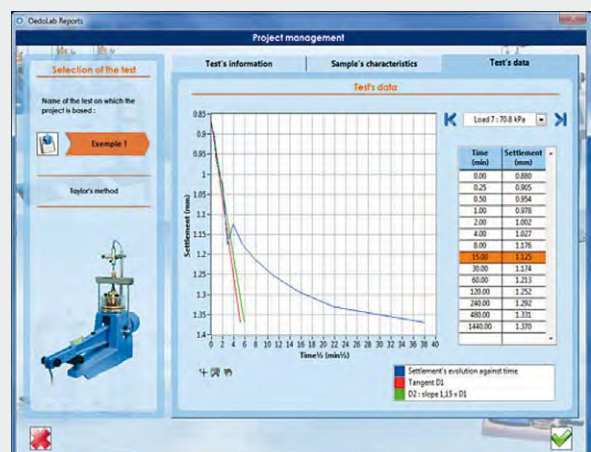 OedoLab Reports
Project management
Selection of the test
Name of the test on which the
project is based :
Exemple 1
Taylor's method
Test's information
Sample's characteristics
Test's data
Test's data
Load 7 : 70.8 kPa
0.85
0.9
0.95
1
1.05
1.1
1.15
1.2
1.25
1.3
1.35
1.4
Settlement (mm)
0 2 4 6 8 10 12 14 16 18 20 22 24 26 28 30 32 34 36 38 40
Time½ (min½)
Time (min) Settlement (mm)
0.00 0.880
0.25 0.905
0.50 0.954
1.00 0.978
2.00 1.002
4.00 1.027
8.00 1.176
15.00 1.125
30.00 1.174
60.00 1.213
120.00 1.252
240.00 1.292
480.00 1.331
1440.00 1.370
Settlement's evolution against time
Tangent D1
D2 : slope 1,15 x D1